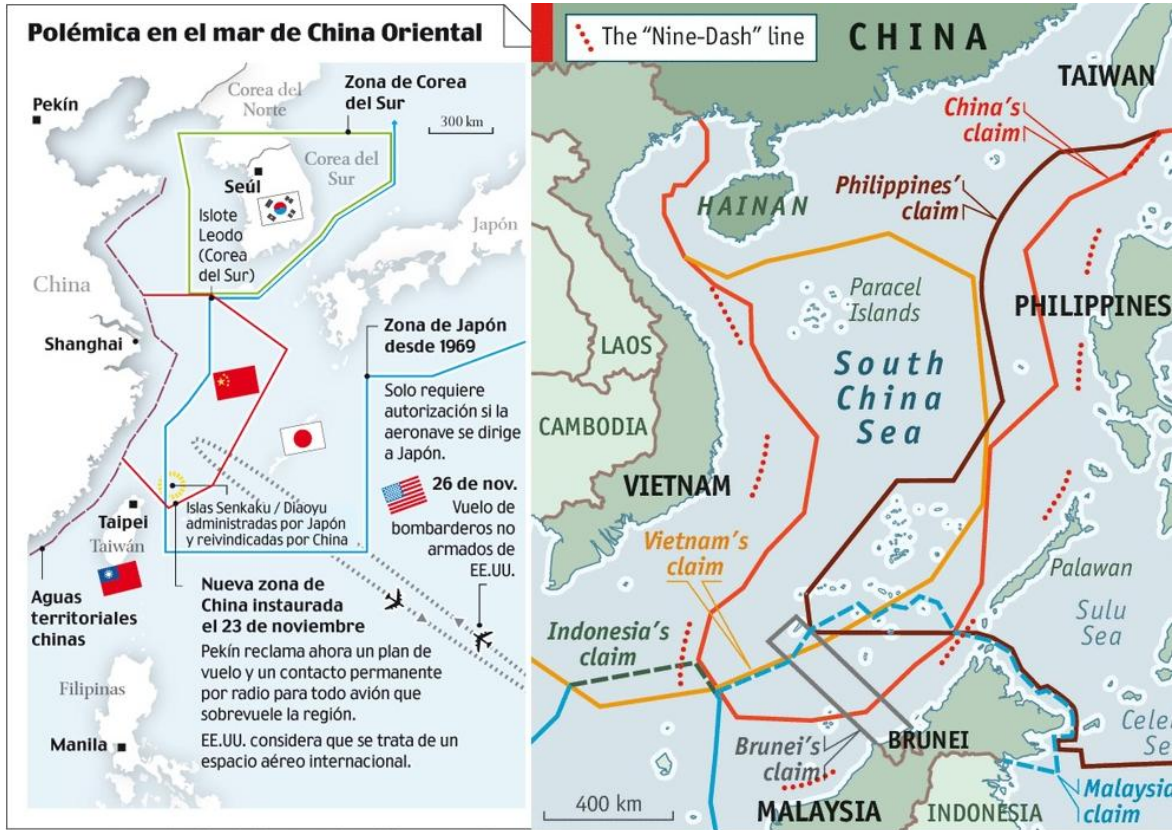 Polémica en el mar de China Oriental
Pekín
Corea del
Norte
Zona de Corea
del Sur
300 km
Seúl
Corea del
Sur
Islote
Leodo
(Corea
del Sur)
Japón
China
Shanghai
Zona de Japón
desde 1969
Solo requiere
autorización si la
aeronave se dirige
a Japón.
26 de nov.
Vuelo de
bombarderos no
armados de
EE.UU.
Islas Senkaku / Diaoyu
administradas por Japón
y reivindicadas por China
Taipei
Taiwán
Aguas
territoriales
chinas
Nueva zona de
China instaurada
el 23 de noviembre
Pekín reclama ahora un plan de
vuelo y un contacto permanente
por radio para todo avión que
sobrevuele la región.
EE.UU. considera que se trata de un
espacio aéreo internacional.
Filipinas
Manila
The "Nine-Dash" line
CHINA
TAIWAN
China's
claim
Philippines'
claim
HAINAN
Paracel
Islands
PHILIPPINES
LAOS
South
China
Sea
CAMBODIA
VIETNAM
Vietnam's
claim
Palawan
Sulu
Sea
Indonesia's
claim
Brunei's
claim
BRUNEI
Celeb
Se
400 km
MALAYSIA
INDONESIA
Malaysia
claim